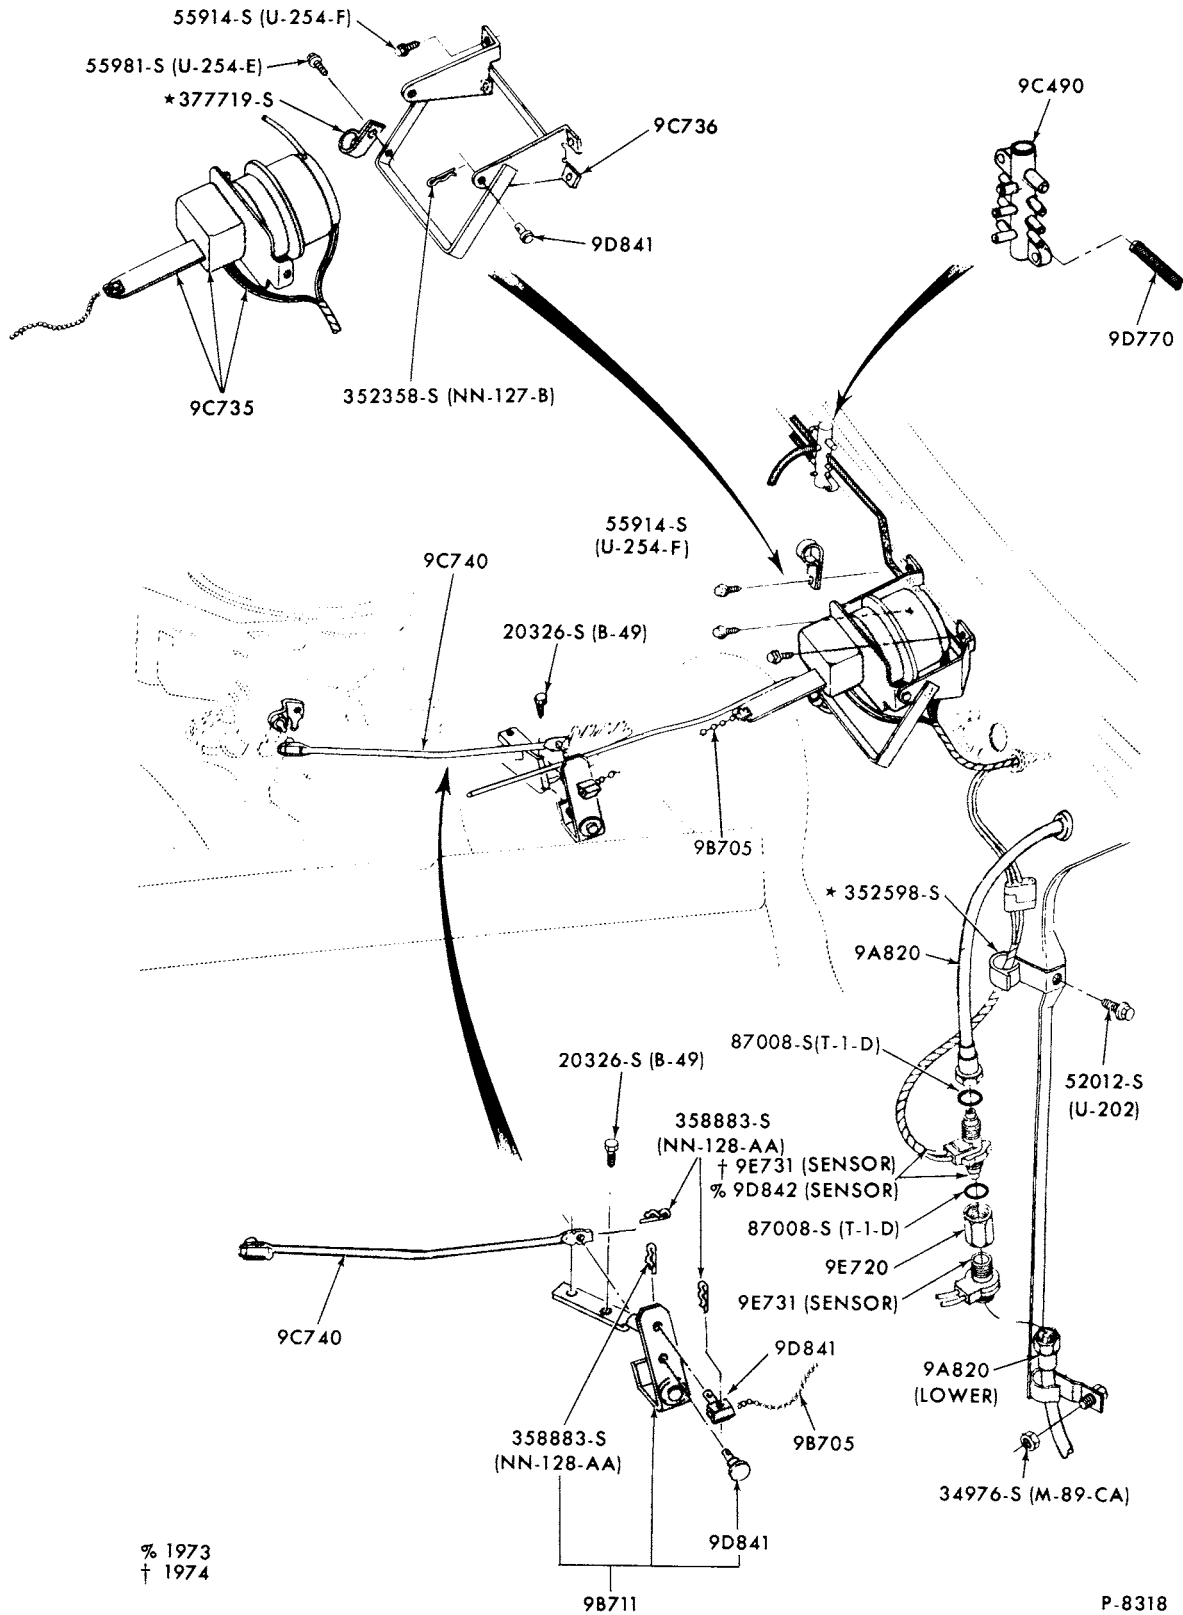 55914-S (U-254-F)
55981-S (U-254-E)
★377719-S
9C736
9C490
9D841
9D770
9C735
352358-S (NN-127-B)
55914-S
(U-254-F)
9C740
20326-S (B-49)
9B705
★ 352598-S
9A820
87008-S(T-1-D)
20326-S (B-49)
52012-S
(U-202)
358883-S
(NN-128-AA)
† 9E731 (SENSOR)
% 9D842 (SENSOR)
87008-S (T-1-D)
9E720
9E731 (SENSOR)
9C740
9D841
9A820
(LOWER)
358883-S
(NN-128-AA)
9B705
34976-S (M-89-CA)
9D841
% 1973
† 1974
9B711
P-8318